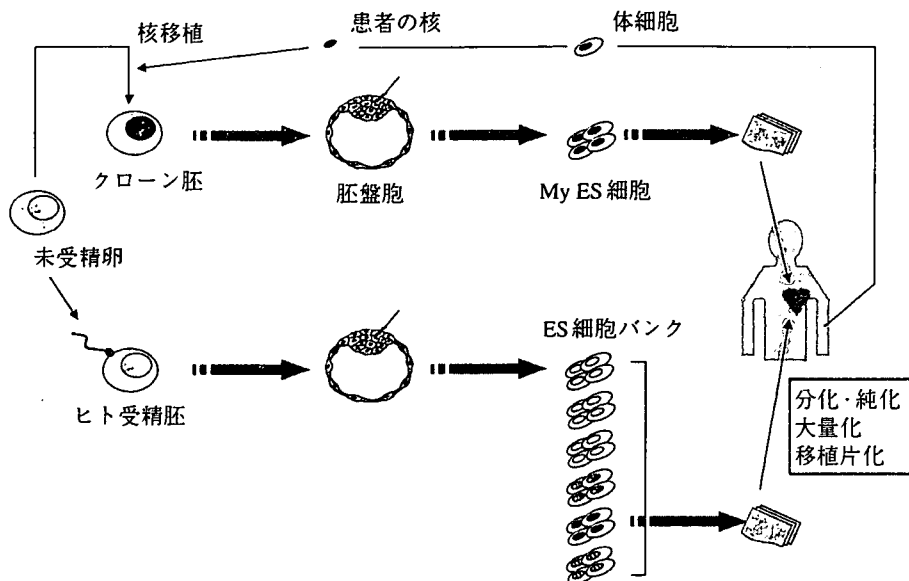 核移植
患者の核
体細胞
クローン胚
胚盤胞
My ES 細胞
未受精卵
ES 細胞バンク
ヒト受精胚
分化・純化
大量化
移植片化